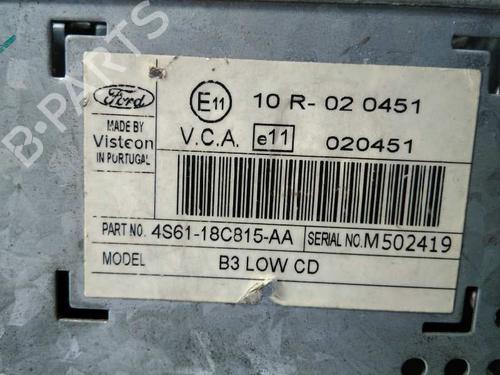 Ford
E11 10 R- 02 0451
MADE BY
Visteon
IN PORTUGAL
V.C.A. e11 020451
PART NO. 4S61-18C815-AA SERIAL NO. M502419
MODEL B3 LOW CD